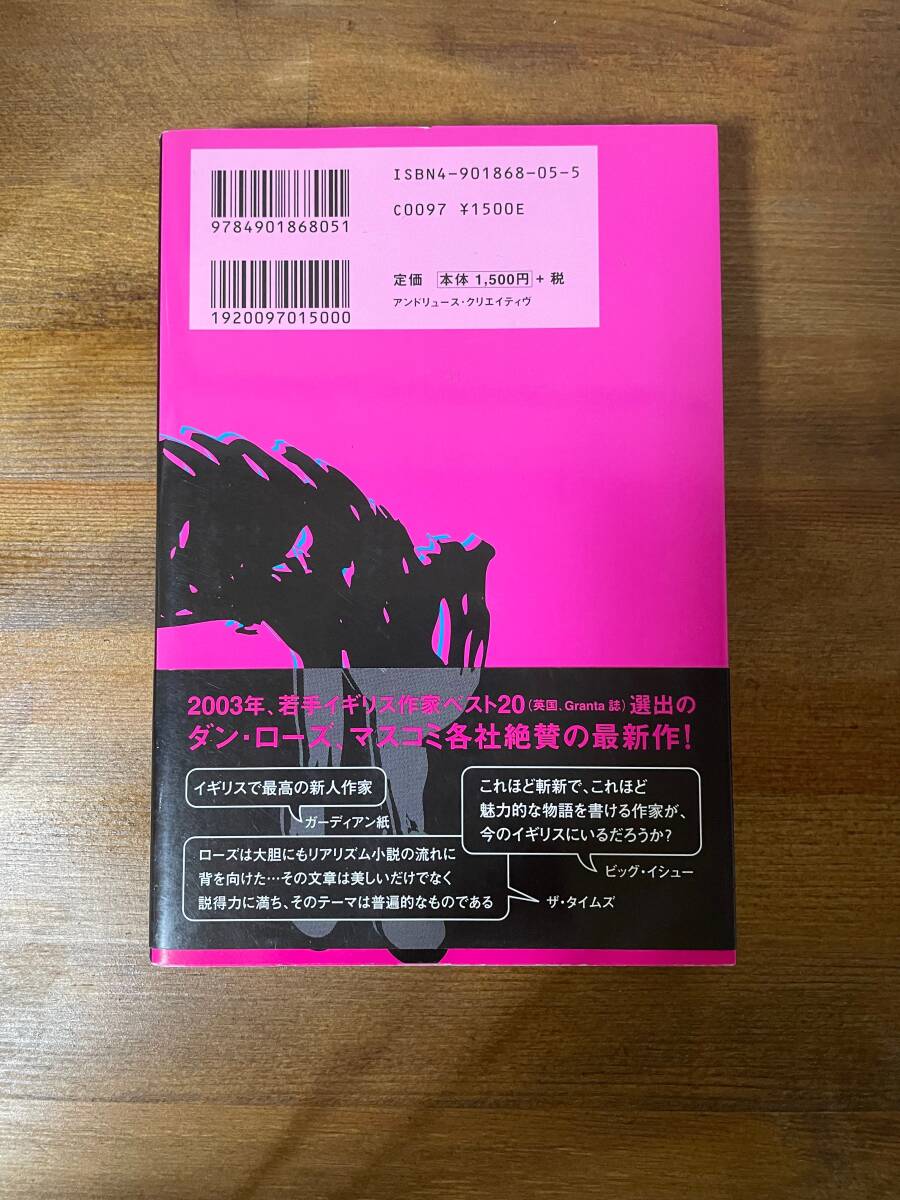 ISBN4-901868-05-5
C0097 ¥1500E
9784901868051
定価 本体 1,500円 + 税
アンドリュース・クリエイティヴ
1920097015000
2003年、若手イギリス作家ベスト20(英国、Granta 誌)選出の
ダン・ローズ、マスコミ各社絶賛の最新作!
イギリスで最高の新人作家
ガーディアン紙
これほど斬新で、これほど
魅力的な物語を書ける作家が、
今のイギリスにいるだろうか?
ビッグ・イシュー
ローズは大胆にもリアリズム小説の流れに
背を向けた…その文章は美しいだけでなく
説得力に満ち、そのテーマは普遍的なものである
ザ・タイムズ